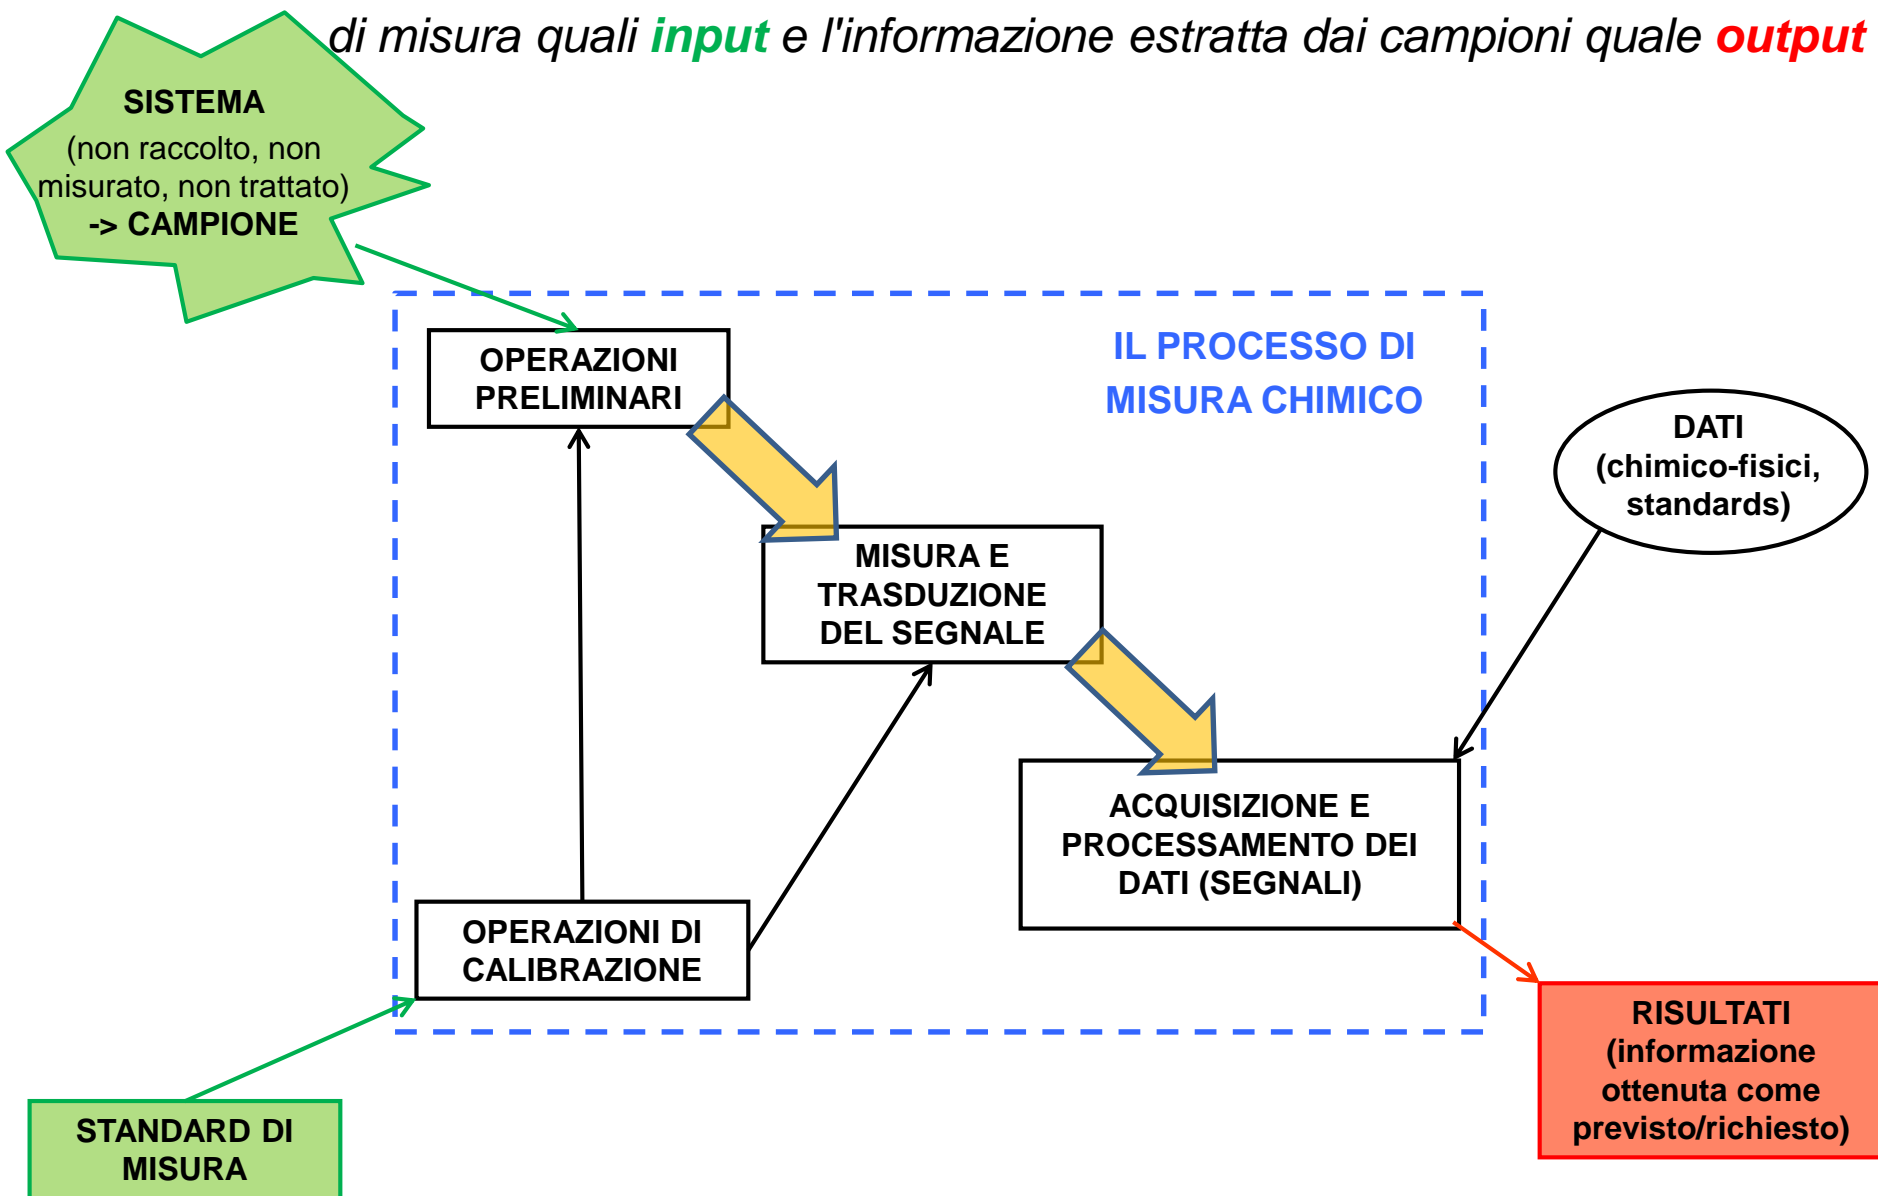 di misura quali input e l'informazione estratta dai campioni quale output
SISTEMA
(non raccolto, non
misurato, non trattato)
-> CAMPIONE
OPERAZIONI
PRELIMINARI
IL PROCESSO DI
MISURA CHIMICO
DATI
(chimico-fisici,
standards)
MISURA E
TRASDUZIONE
DEL SEGNALE
ACQUISIZIONE E
PROCESSAMENTO DEI
DATI (SEGNALI)
OPERAZIONI DI
CALIBRAZIONE
RISULTATI
(informazione
ottenuta come
previsto/richiesto)
STANDARD DI
MISURA